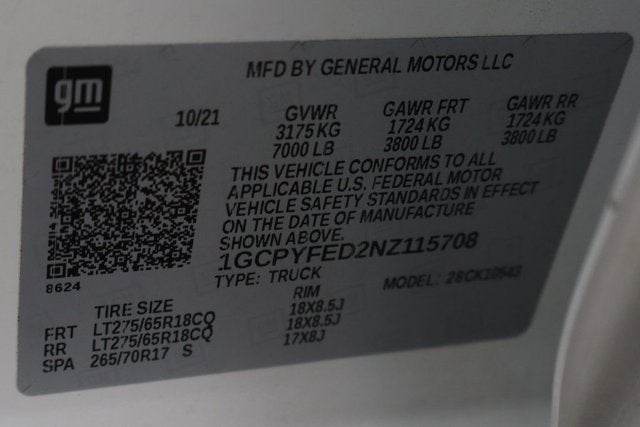 gm
MFD BY GENERAL MOTORS LLC
10/21 GVWR GAWR FRT GAWR RR
3175 KG 1724 KG 1724 KG
7000 LB 3800 LB 3800 LB
THIS VEHICLE CONFORMS TO ALL
APPLICABLE U.S. FEDERAL MOTOR
VEHICLE SAFETY STANDARDS IN EFFECT
ON THE DATE OF MANUFACTURE
SHOWN ABOVE.
1GCPYFED2NZ115708
8624
TYPE: TRUCK MODEL:
TIRE SIZE RIM
FRT LT275/65R18CQ 18X8.5J
RR LT275/65R18CQ 18X8.5J
SPA 265/70R17 S 17X8J